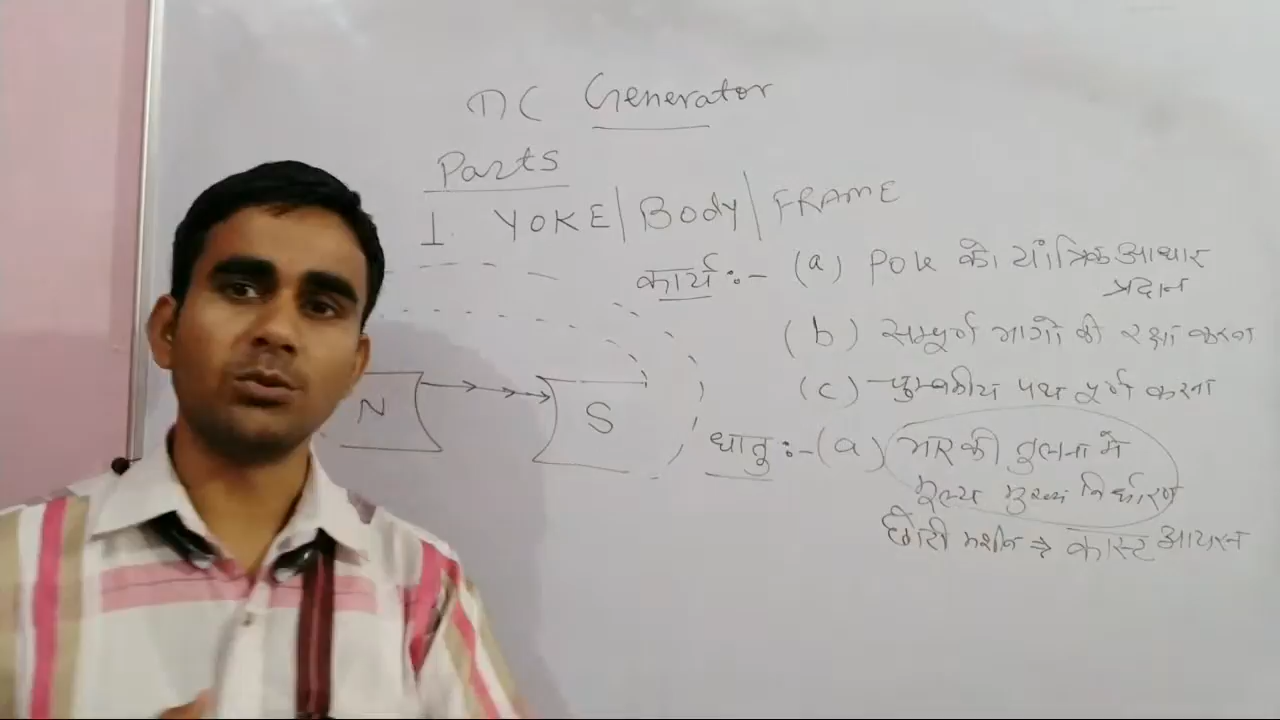 DC Generator
Parts
1. YOKE | Body | FRAME
कार्य :- (a) Pole को यांत्रिक आधार
प्रदान
(b) सम्पूर्ण भागो की रक्षा करना
(c) चुम्बकीय पथ पूर्ण करना
N
S
धातु :- (a) भार की तुलना में
मूल्य मुख्य निर्धारण
छोटी मशीन → कास्ट आयरन